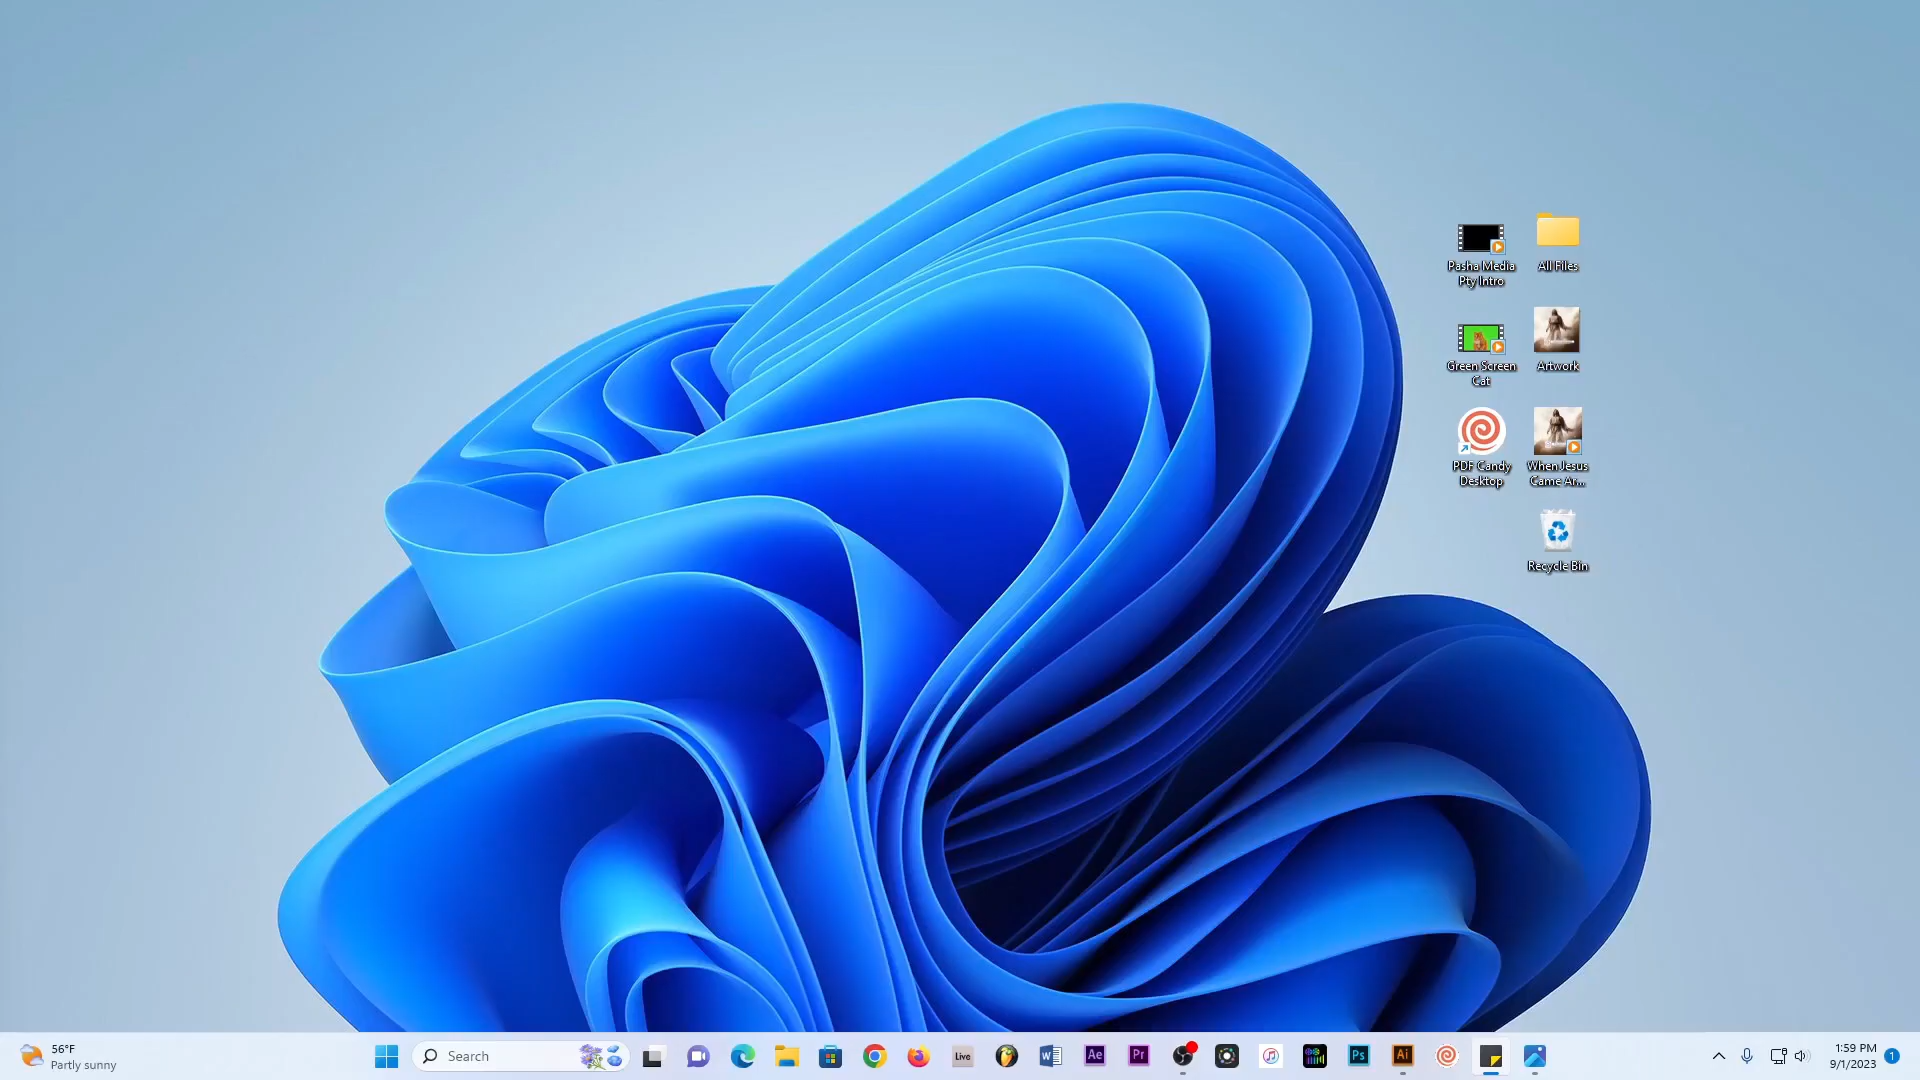 Pasha Media
Pty Intro
All Files
Green Screen
Cat
Artwork
PDF Candy
Desktop
When Jesus
Came Ar...
Recycle Bin
56°F
Partly sunny
Search
Live
W
Ae
Pr
Ps
Ai
1:59 PM
9/1/2023
1